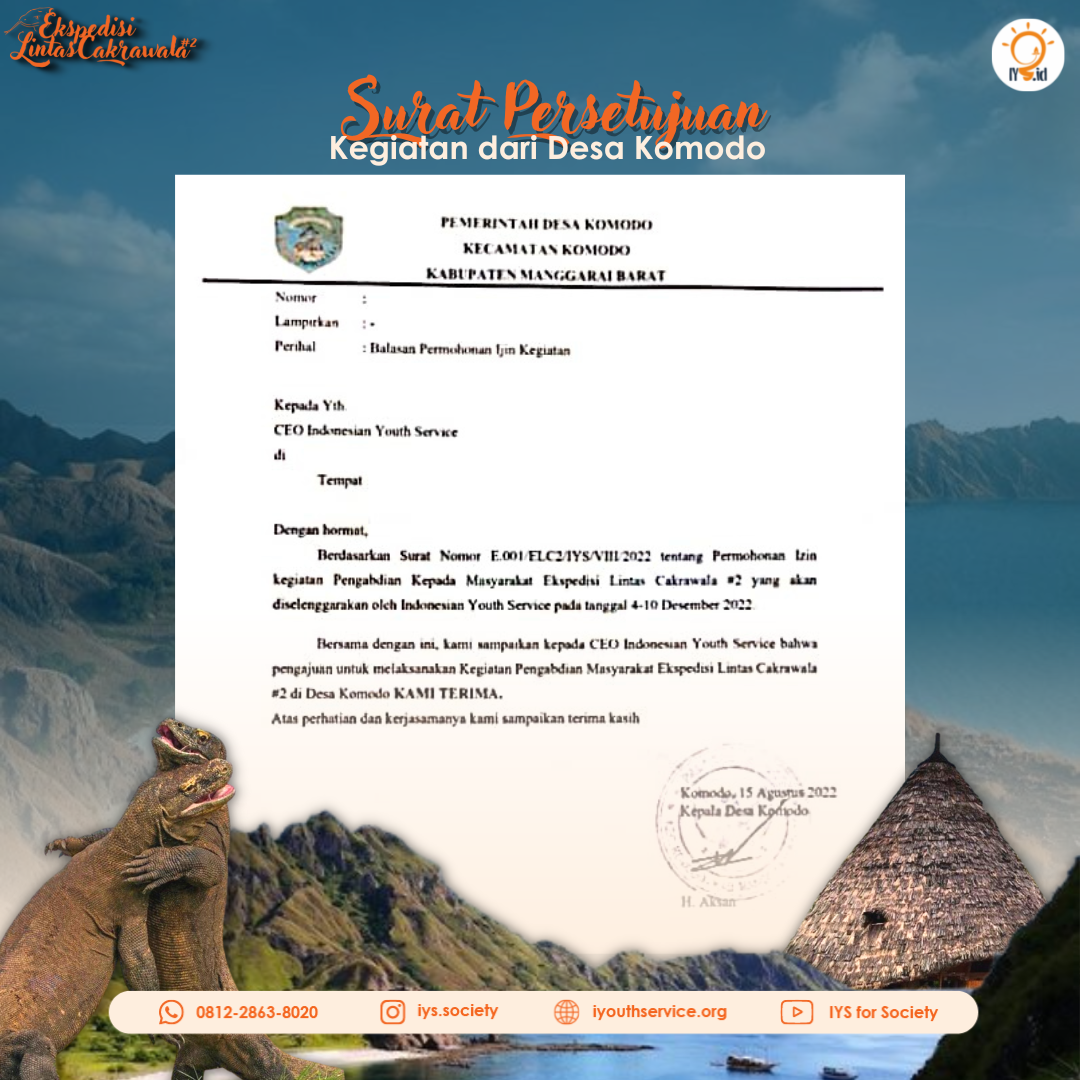 Ekspedisi
Lintas Cakrawala #2
IYS.id
Surat Persetujuan
Kegiatan dari Desa Komodo
PEMERINTAH DESA KOMODO
KECAMATAN KOMODO
KABUPATEN MANGGARAI BARAT
Nomor :
Lampirkan : -
Perihal : Balasan Permohonan Ijin Kegiatan
Kepada Yth.
CEO Indonesian Youth Service
di
Tempat
Dengan hormat,
Berdasarkan Surat Nomor E.001/ELC2/IYS/VIII/2022 tentang Permohonan Izin
kegiatan Pengabdian Kepada Masyarakat Ekspedisi Lintas Cakrawala #2 yang akan
diselenggarakan oleh Indonesian Youth Service pada tanggal 4-10 Desember 2022.
Bersama dengan ini, kami sampaikan kepada CEO Indonesian Youth Service bahwa
pengajuan untuk melaksanakan Kegiatan Pengabdian Masyarakat Ekspedisi Lintas Cakrawala
#2 di Desa Komodo KAMI TERIMA.
Atas perhatian dan kerjasamanya kami sampaikan terima kasih
Komodo, 15 Agustus 2022
Kepala Desa Komodo
H. Aksan
0812-2863-8020
iys.society
iyouthservice.org
IYS for Society